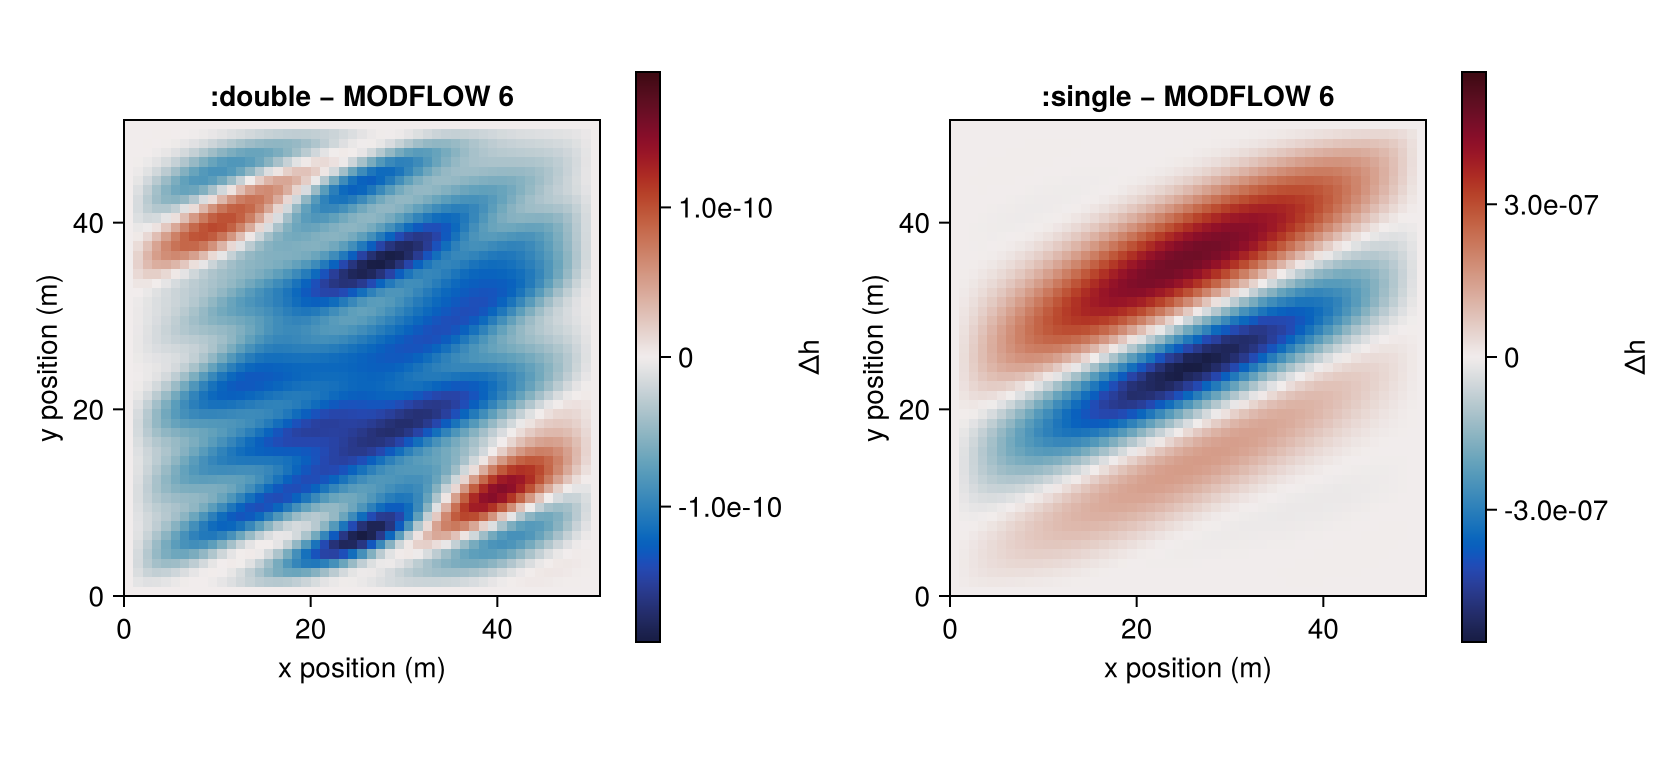 :double – MODFLOW 6
y position (m)
40
20
0
0 20 40
x position (m)
1.0e-10
0
-1.0e-10
Δh
:single – MODFLOW 6
y position (m)
40
20
0
0 20 40
x position (m)
3.0e-07
0
-3.0e-07
Δh